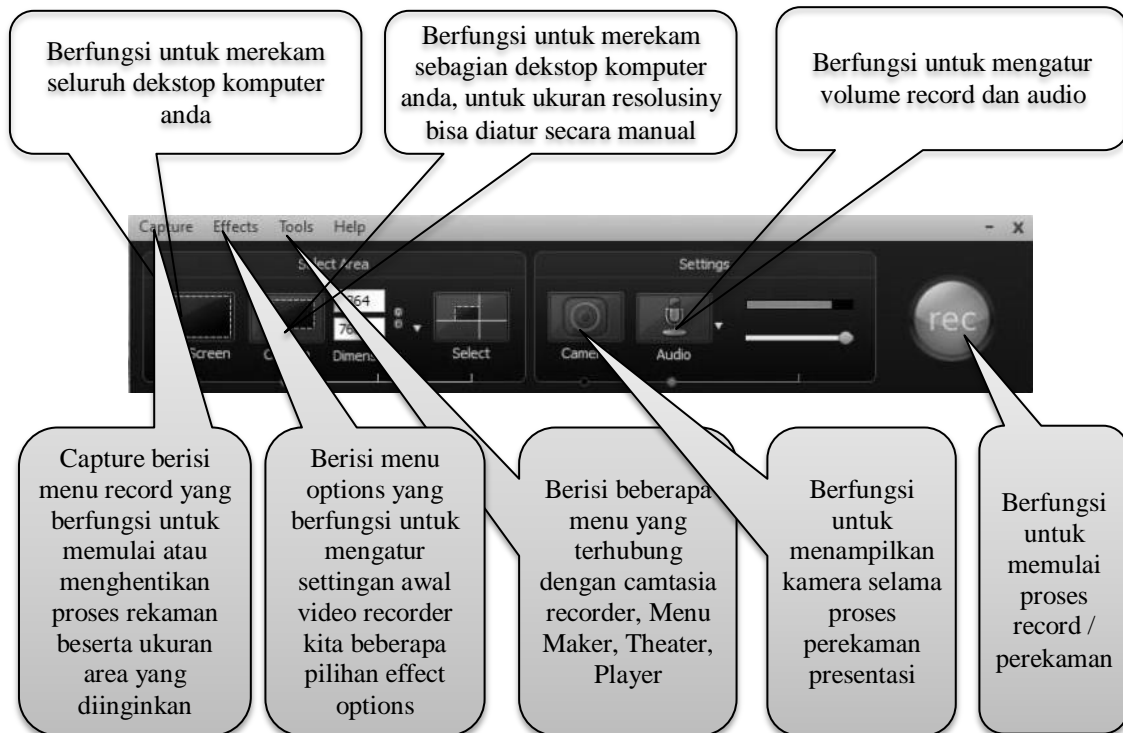 Berfungsi untuk merekam
seluruh dekstop komputer
anda
Berfungsi untuk merekam
sebagian dekstop komputer
anda, untuk ukuran resolusiny
bisa diatur secara manual
Berfungsi untuk mengatur
volume record dan audio
Capture Effects Tools Help
Select Area
Settings
Screen
Dimens
Select
Camer
Audio
rec
Capture berisi
menu record yang
berfungsi untuk
memulai atau
menghentikan
proses rekaman
beserta ukuran
area yang
diinginkan
Berisi menu
options yang
berfungsi untuk
mengatur
settingan awal
video recorder
kita beberapa
pilihan effect
options
Berisi beberapa
menu yang
terhubung
dengan camtasia
recorder, Menu
Maker, Theater,
Player
Berfungsi
untuk
menampilkan
kamera selama
proses
perekaman
presentasi
Berfungsi
untuk
memulai
proses
record /
perekaman